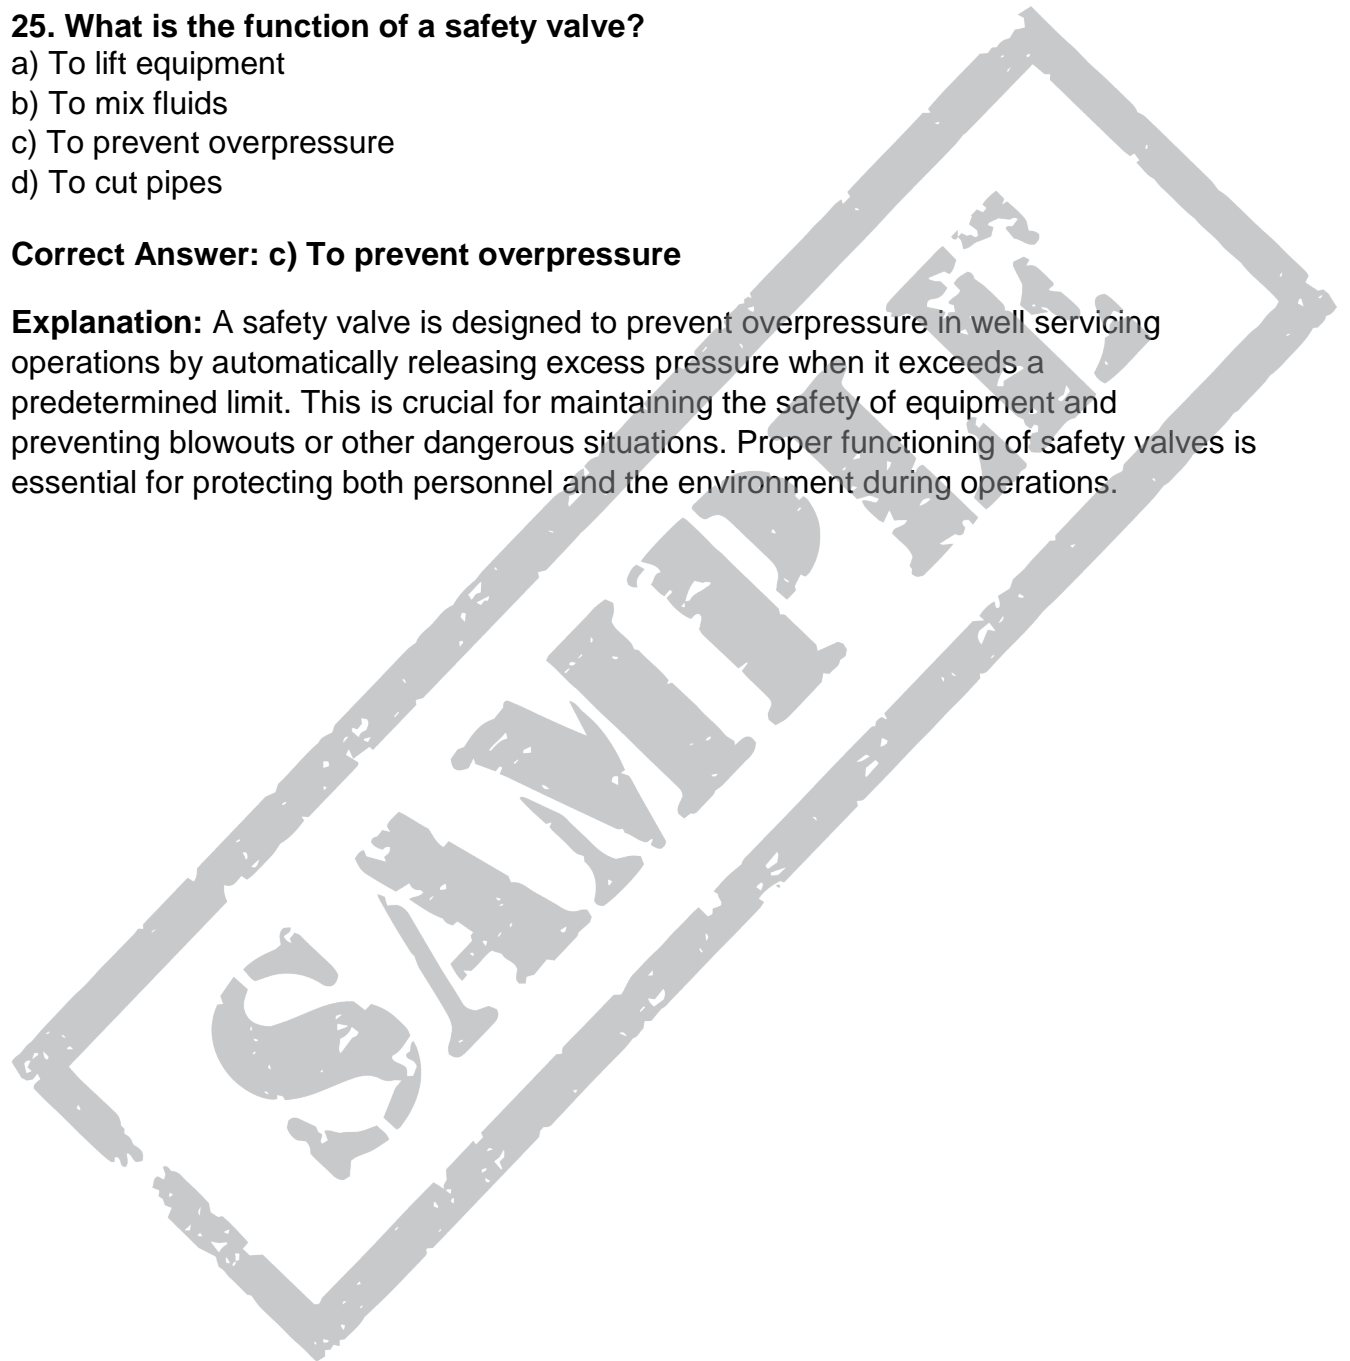 25. What is the function of a safety valve?
a) To lift equipment
b) To mix fluids
c) To prevent overpressure
d) To cut pipes
Correct Answer: c) To prevent overpressure
Explanation: A safety valve is designed to prevent overpressure in well servicing
operations by automatically releasing excess pressure when it exceeds a
predetermined limit. This is crucial for maintaining the safety of equipment and
preventing blowouts or other dangerous situations. Proper functioning of safety valves is
essential for protecting both personnel and the environment during operations.
SAMPLE